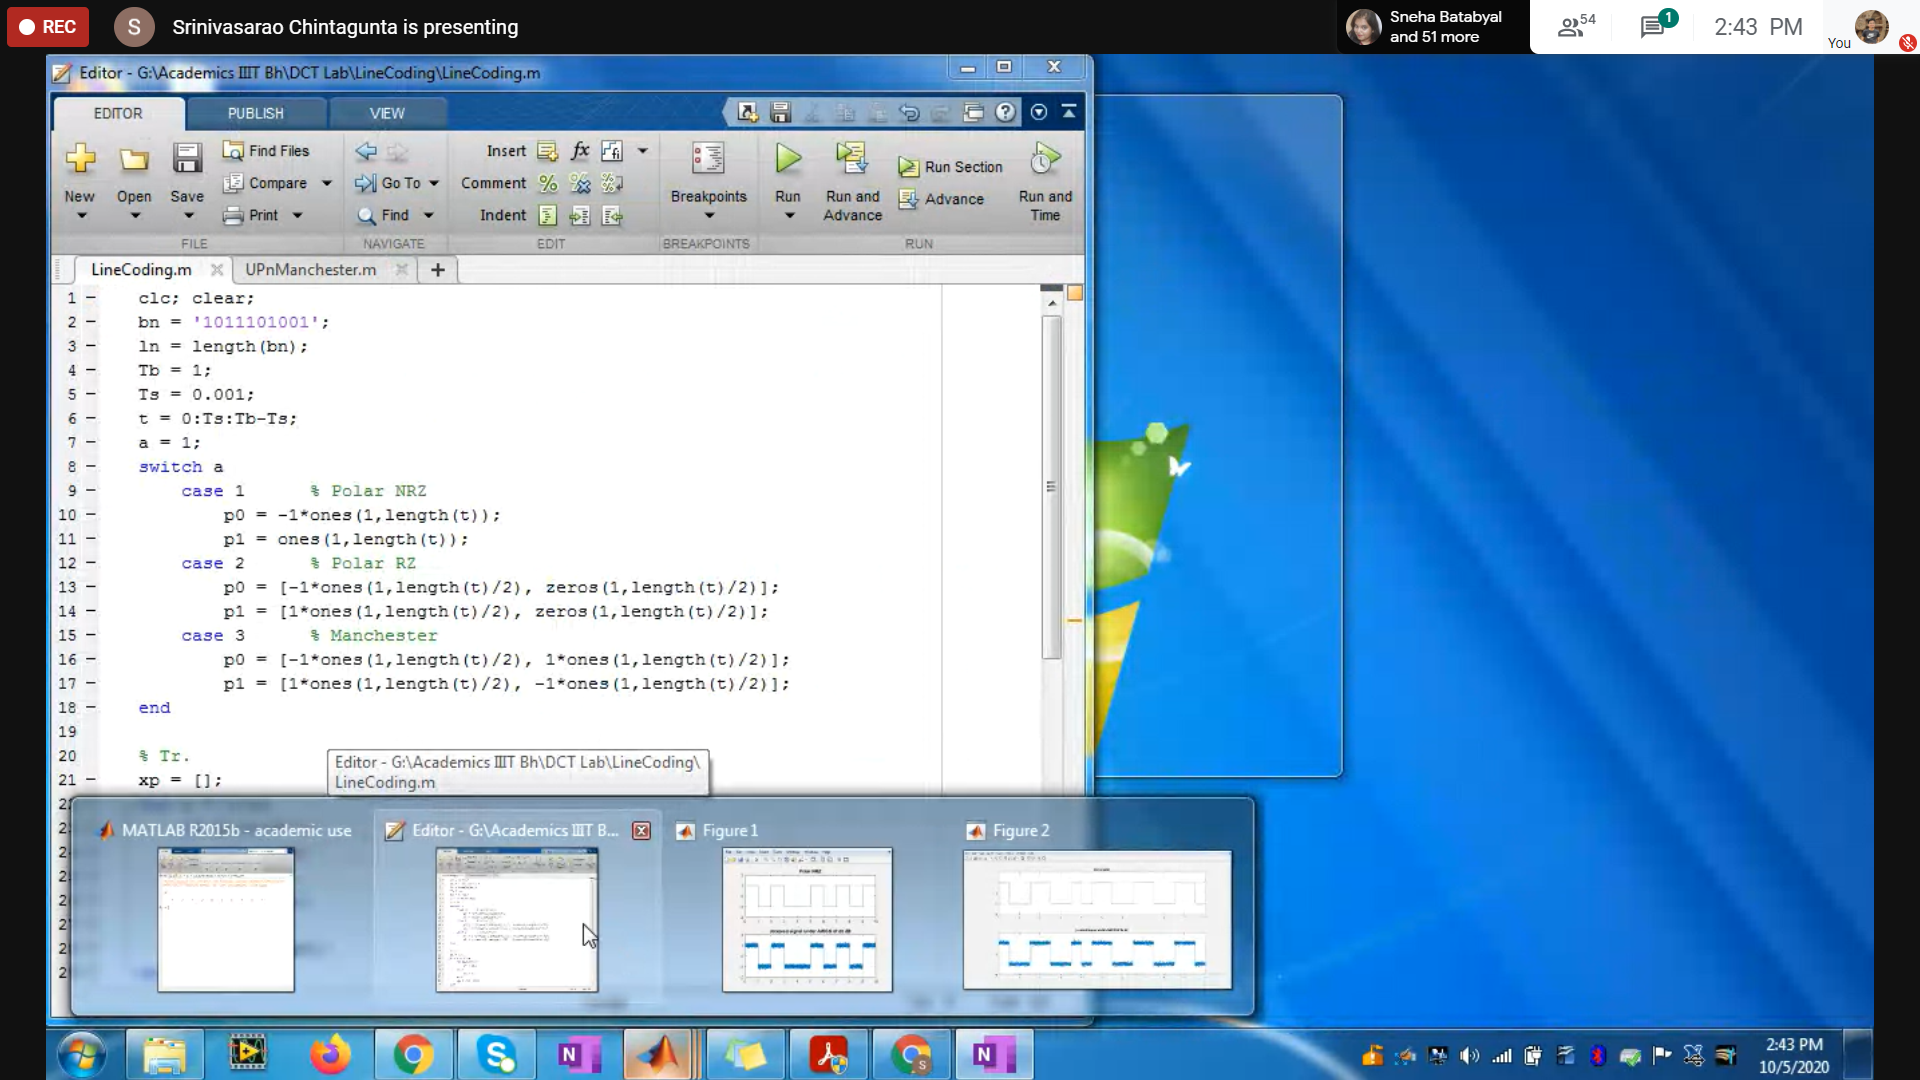 REC
S
Srinivasarao Chintagunta is presenting
Sneha Batabyal
and 51 more
54
1
2:43 PM
You
Editor - G:\Academics IIIT Bh\DCT Lab\LineCoding\LineCoding.m
EDITOR
PUBLISH
VIEW
New
Open
Save
Find Files
Compare
Print
FILE
Go To
Find
NAVIGATE
Insert
fx
Comment
Indent
EDIT
Breakpoints
BREAKPOINTS
Run
Run and
Advance
Run Section
Advance
Run and
Time
RUN
LineCoding.m
UPnManchester.m
1 – clc; clear;
2 – bn = '1011101001';
3 – ln = length(bn);
4 – Tb = 1;
5 – Ts = 0.001;
6 – t = 0:Ts:Tb-Ts;
7 – a = 1;
8 – switch a
9 – case 1 % Polar NRZ
10 – p0 = -1*ones(1,length(t));
11 – p1 = ones(1,length(t));
12 – case 2 % Polar RZ
13 – p0 = [-1*ones(1,length(t)/2), zeros(1,length(t)/2)];
14 – p1 = [1*ones(1,length(t)/2), zeros(1,length(t)/2)];
15 – case 3 % Manchester
16 – p0 = [-1*ones(1,length(t)/2), 1*ones(1,length(t)/2)];
17 – p1 = [1*ones(1,length(t)/2), -1*ones(1,length(t)/2)];
18 – end
19
20 % Tr.
21 – xp = [];
Editor - G:\Academics IIIT Bh\DCT Lab\LineCoding\
LineCoding.m
MATLAB R2015b - academic use
Editor - G:\Academics IIIT B...
Figure 1
Figure 2
Polar NRZ
2:43 PM
10/5/2020